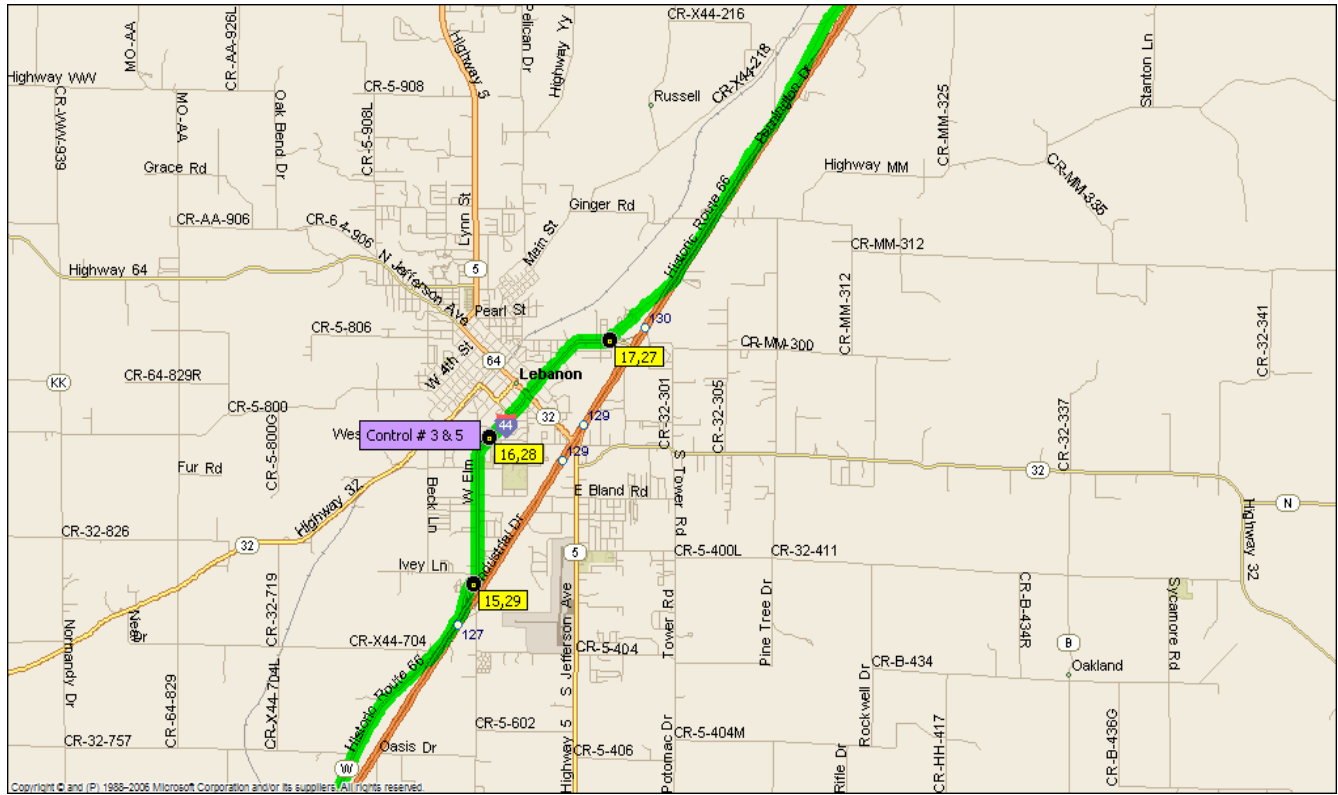 CR-X44-216
Highway VVV
MO-AA
CR-AA-926L
Highway 5
Pelican Dr
Highway Yy
CR-X44-218
Stanton Ln
CR-5-908
Russell
Pemington Dr
CR-VVV-939
MO-AA
Oak Bend Dr
CR-5-908L
CR-MM-325
Grace Rd
Highway MM
CR-MM-335
Lynn St
Ginger Rd
Historic Route 66
CR-AA-906
CR-6 4-906
Main St
CR-MM-312
Highway 64
N Jefferson Ave
5
Pearl St
CR-MM-312
CR-5-806
130
CR-MM-300
CR-32-341
17,27
64
W 4th St
KK
CR-64-829R
Lebanon
CR-32-301
CR-32-305
CR-5-800
CR-5-800G
32
129
44
CR-32-337
Control # 3 & 5
16,28
129
S Tower Rd
32
Fur Rd
W Elm
E Bland Rd
N
Beck Ln
Highway 32
Highway 32
CR-32-826
32
Industrial Dr
5
CR-5-400L
CR-32-411
Ivey Ln
15,29
CR-32-719
Tower Rd
Pine Tree Dr
CR-B-434R
Sycamore Rd
Normandy Dr
127
CR-X44-704
CR-5-404
B
S Jefferson Ave
CR-B-434
Oakland
Historic Route 66
CR-64-829
CR-X44-704L
Rockwell Dr
CR-5-602
CR-32-757
Oasis Dr
Highway 5
CR-5-406
Potomac Dr
CR-5-404M
Rifle Dr
CR-HH-417
CR-B-436G
W
Copyright © and (P) 1988–2006 Microsoft Corporation and/or its suppliers. All rights reserved.